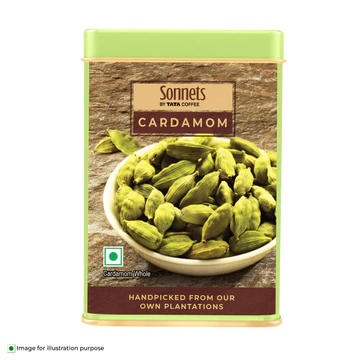 Sonnets
BY TATA COFFEE
CARDAMOM
Cardamom Whole
HANDPICKED FROM OUR
OWN PLANTATIONS
Image for illustration purpose